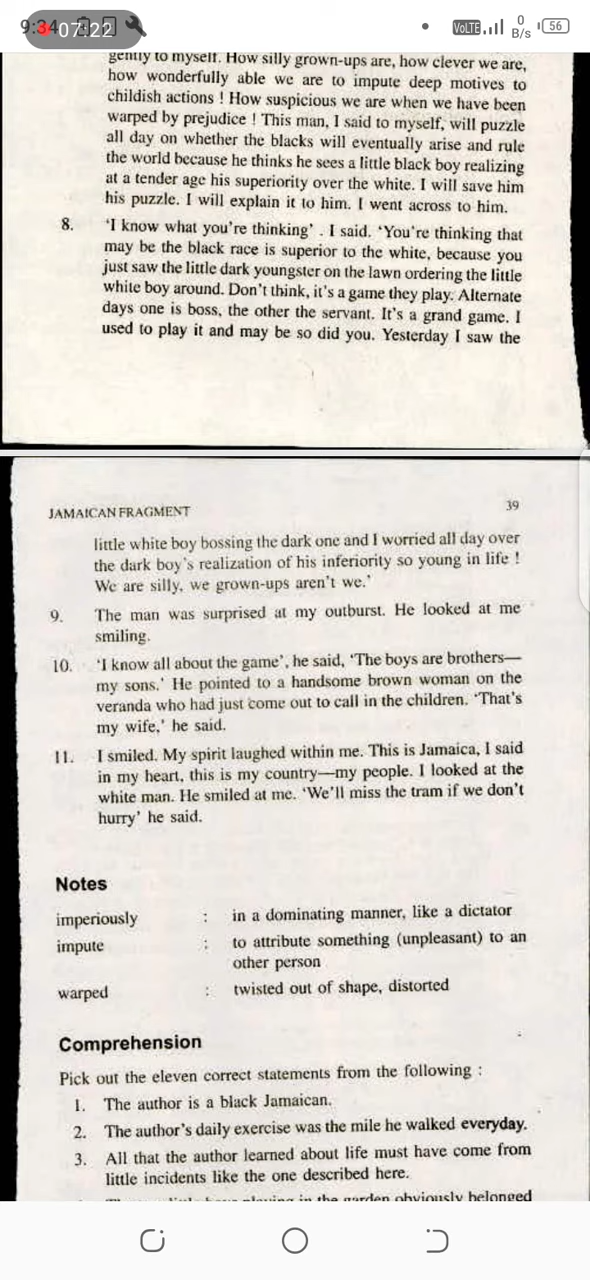 9:34
07:22
VoLTE
0
B/s
56
gently to myself. How silly grown-ups are, how clever we are,
how wonderfully able we are to impute deep motives to
childish actions ! How suspicious we are when we have been
warped by prejudice ! This man, I said to myself, will puzzle
all day on whether the blacks will eventually arise and rule
the world because he thinks he sees a little black boy realizing
at a tender age his superiority over the white. I will save him
his puzzle. I will explain it to him. I went across to him.
8. 'I know what you're thinking' . I said. 'You're thinking that
may be the black race is superior to the white, because you
just saw the little dark youngster on the lawn ordering the little
white boy around. Don't think, it's a game they play. Alternate
days one is boss, the other the servant. It's a grand game. I
used to play it and may be so did you. Yesterday I saw the
JAMAICAN FRAGMENT 39
little white boy bossing the dark one and I worried all day over
the dark boy's realization of his inferiority so young in life !
We are silly, we grown-ups aren't we.'
9. The man was surprised at my outburst. He looked at me
smiling.
10. 'I know all about the game', he said, 'The boys are brothers—
my sons.' He pointed to a handsome brown woman on the
veranda who had just come out to call in the children. 'That's
my wife,' he said.
11. I smiled. My spirit laughed within me. This is Jamaica, I said
in my heart, this is my country—my people. I looked at the
white man. He smiled at me. 'We'll miss the tram if we don't
hurry' he said.
Notes
imperiously : in a dominating manner, like a dictator
impute : to attribute something (unpleasant) to an
other person
warped : twisted out of shape, distorted
Comprehension
Pick out the eleven correct statements from the following :
1. The author is a black Jamaican.
2. The author's daily exercise was the mile he walked everyday.
3. All that the author learned about life must have come from
little incidents like the one described here.
playing in the garden obviously belonged